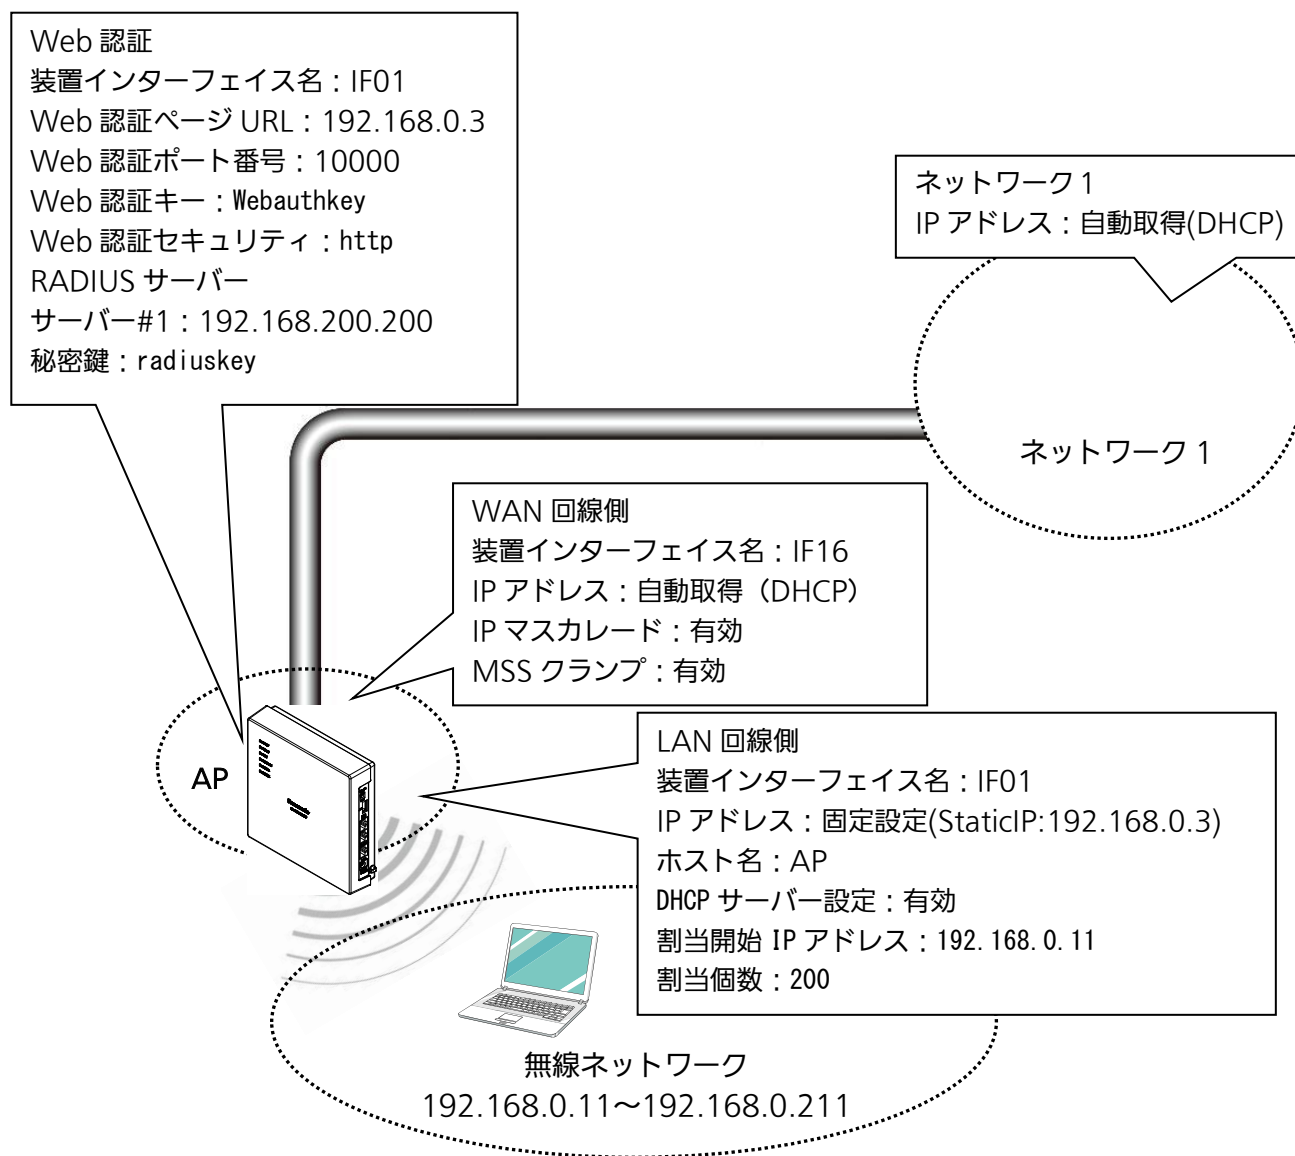 Web 認証
装置インターフェイス名：IF01
Web 認証ページ URL：192.168.0.3
Web 認証ポート番号：10000
Web 認証キー：Webauthkey
Web 認証セキュリティ：http
RADIUS サーバー
サーバー#1：192.168.200.200
秘密鍵：radiuskey
ネットワーク1
IP アドレス：自動取得(DHCP)
ネットワーク 1
WAN 回線側
装置インターフェイス名：IF16
IP アドレス：自動取得（DHCP）
IP マスカレード：有効
MSS クランプ：有効
AP
LAN 回線側
装置インターフェイス名：IF01
IP アドレス：固定設定(StaticIP:192.168.0.3)
ホスト名：AP
DHCP サーバー設定：有効
割当開始 IP アドレス：192.168.0.11
割当個数：200
無線ネットワーク
192.168.0.11～192.168.0.211